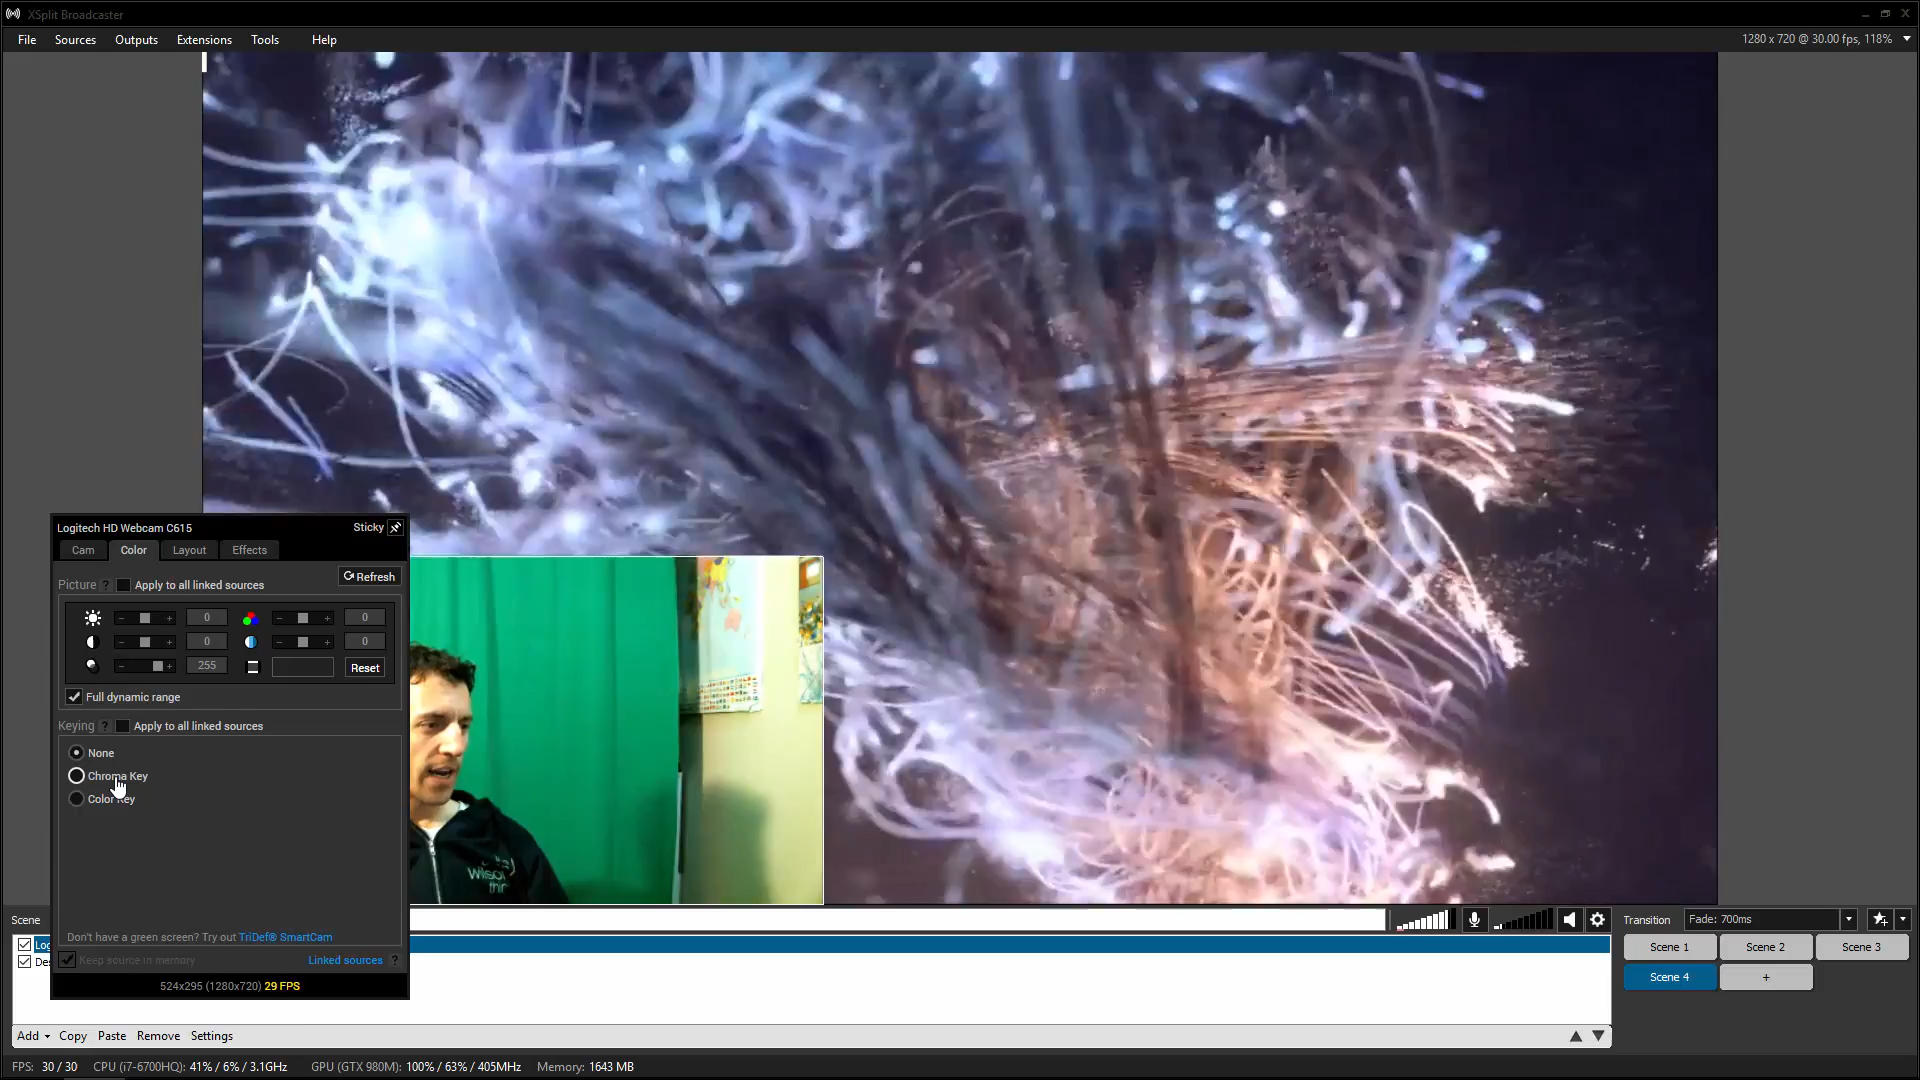 XSplit Broadcaster
File Sources Outputs Extensions Tools Help 1280 x 720 @ 30.00 fps, 118%
Logitech HD Webcam C615 Sticky
Cam Color Layout Effects
Refresh
Picture ? Apply to all linked sources
0 0
0 0
255 Reset
Full dynamic range
Keying ? Apply to all linked sources
None
Chroma Key
Color Key
Don't have a green screen? Try out TriDef® SmartCam
Keep source in memory Linked sources ?
524x295 (1280x720) 29 FPS
Scene
Transition Fade: 700ms
Scene 1 Scene 2 Scene 3
Scene 4 +
Add Copy Paste Remove Settings
FPS: 30 / 30 CPU (i7-6700HQ): 41% / 6% / 3.1GHz GPU (GTX 980M): 100% / 63% / 405MHz Memory: 1643 MB